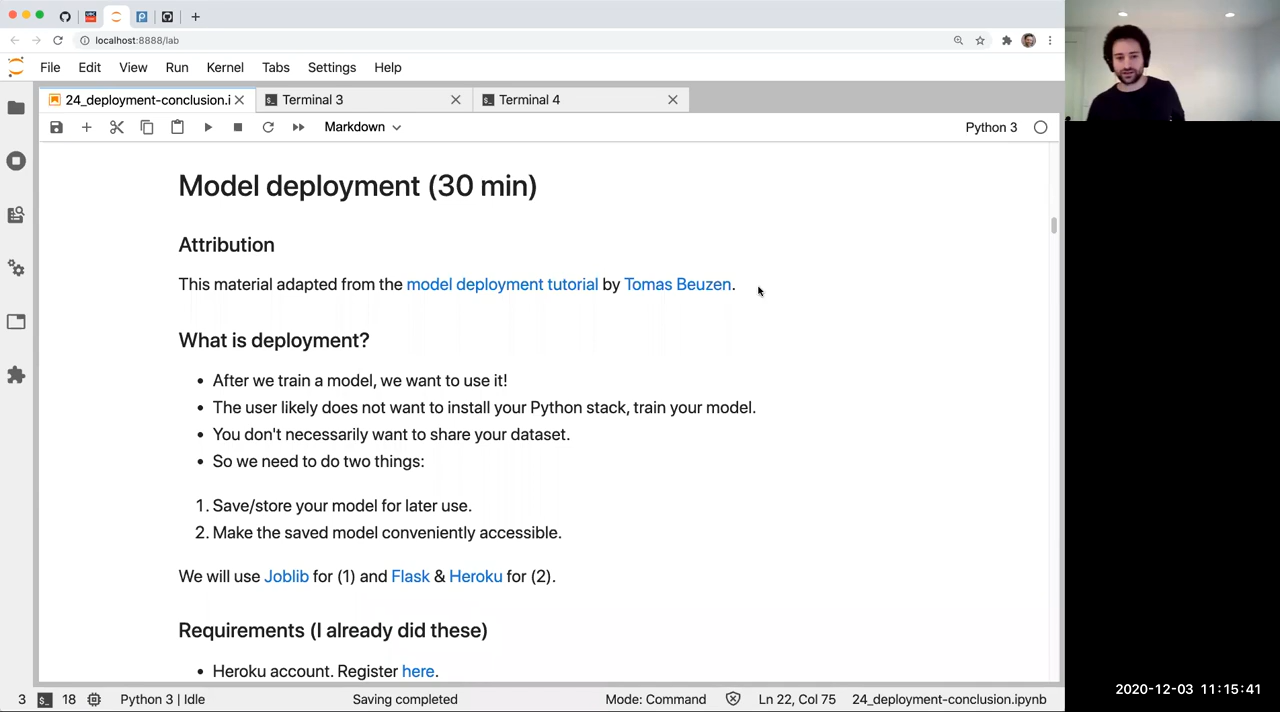 localhost:8888/lab
File Edit View Run Kernel Tabs Settings Help
24_deployment-conclusion.i Terminal 3 Terminal 4
Markdown Python 3
Model deployment (30 min)
Attribution
This material adapted from the model deployment tutorial by Tomas Beuzen.
What is deployment?
• After we train a model, we want to use it!
• The user likely does not want to install your Python stack, train your model.
• You don't necessarily want to share your dataset.
• So we need to do two things:
1. Save/store your model for later use.
2. Make the saved model conveniently accessible.
We will use Joblib for (1) and Flask & Heroku for (2).
Requirements (I already did these)
• Heroku account. Register here.
3 18 Python 3 | Idle Saving completed Mode: Command Ln 22, Col 75 24_deployment-conclusion.ipynb
2020-12-03 11:15:41